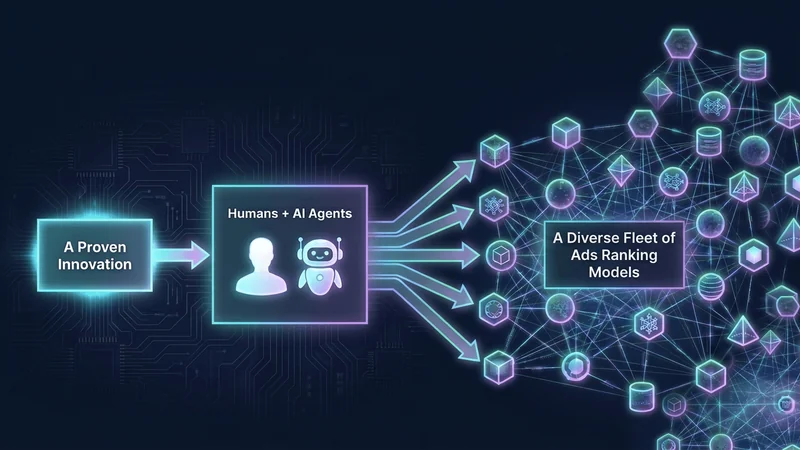 A Proven
Innovation
Humans + AI Agents
A Diverse Fleet of
Ads Ranking
Models